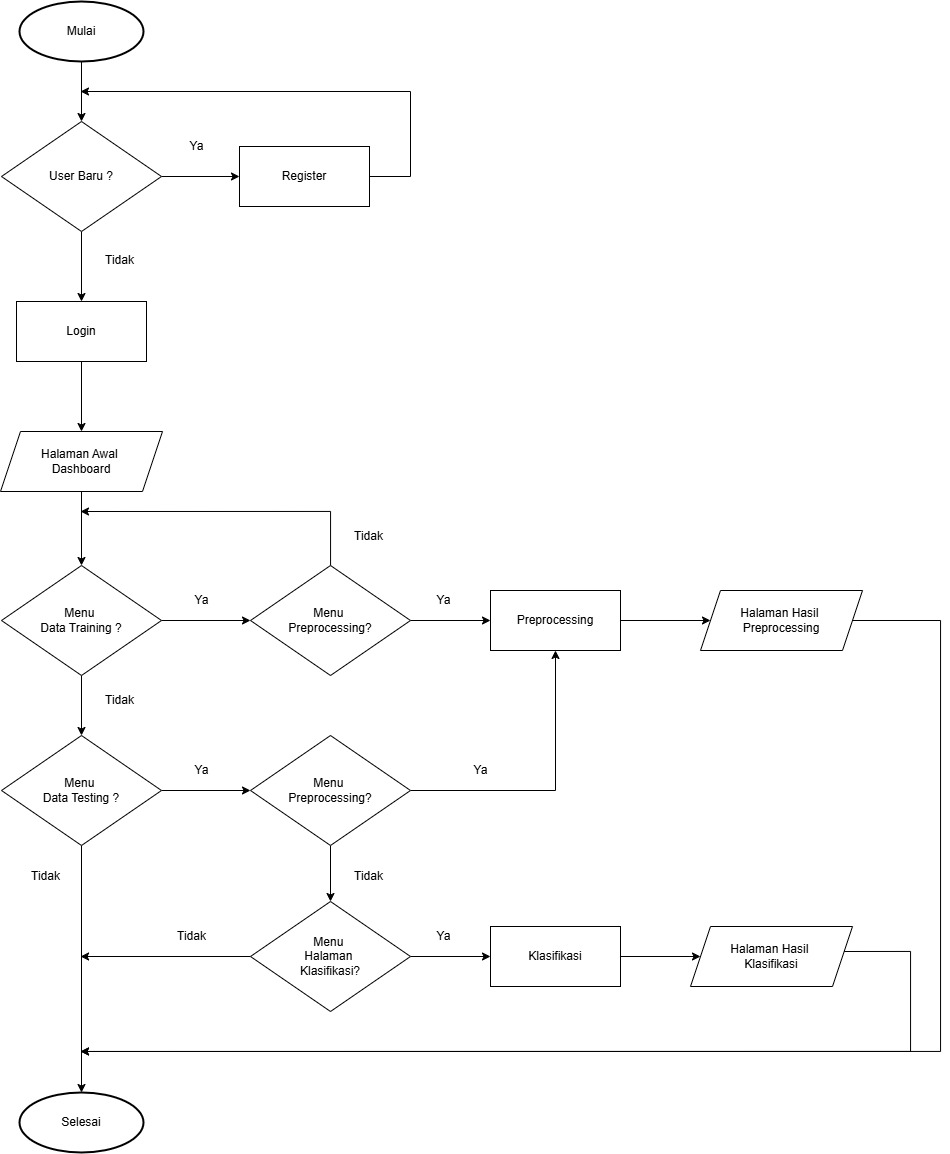 Mulai
Ya
User Baru ?
Register
Tidak
Login
Halaman Awal
Dashboard
Tidak
Menu
Data Training ?
Ya
Menu
Preprocessing?
Ya
Preprocessing
Halaman Hasil
Preprocessing
Tidak
Menu
Data Testing ?
Ya
Menu
Preprocessing?
Ya
Tidak
Tidak
Tidak
Menu
Halaman
Klasifikasi?
Ya
Klasifikasi
Halaman Hasil
Klasifikasi
Selesai